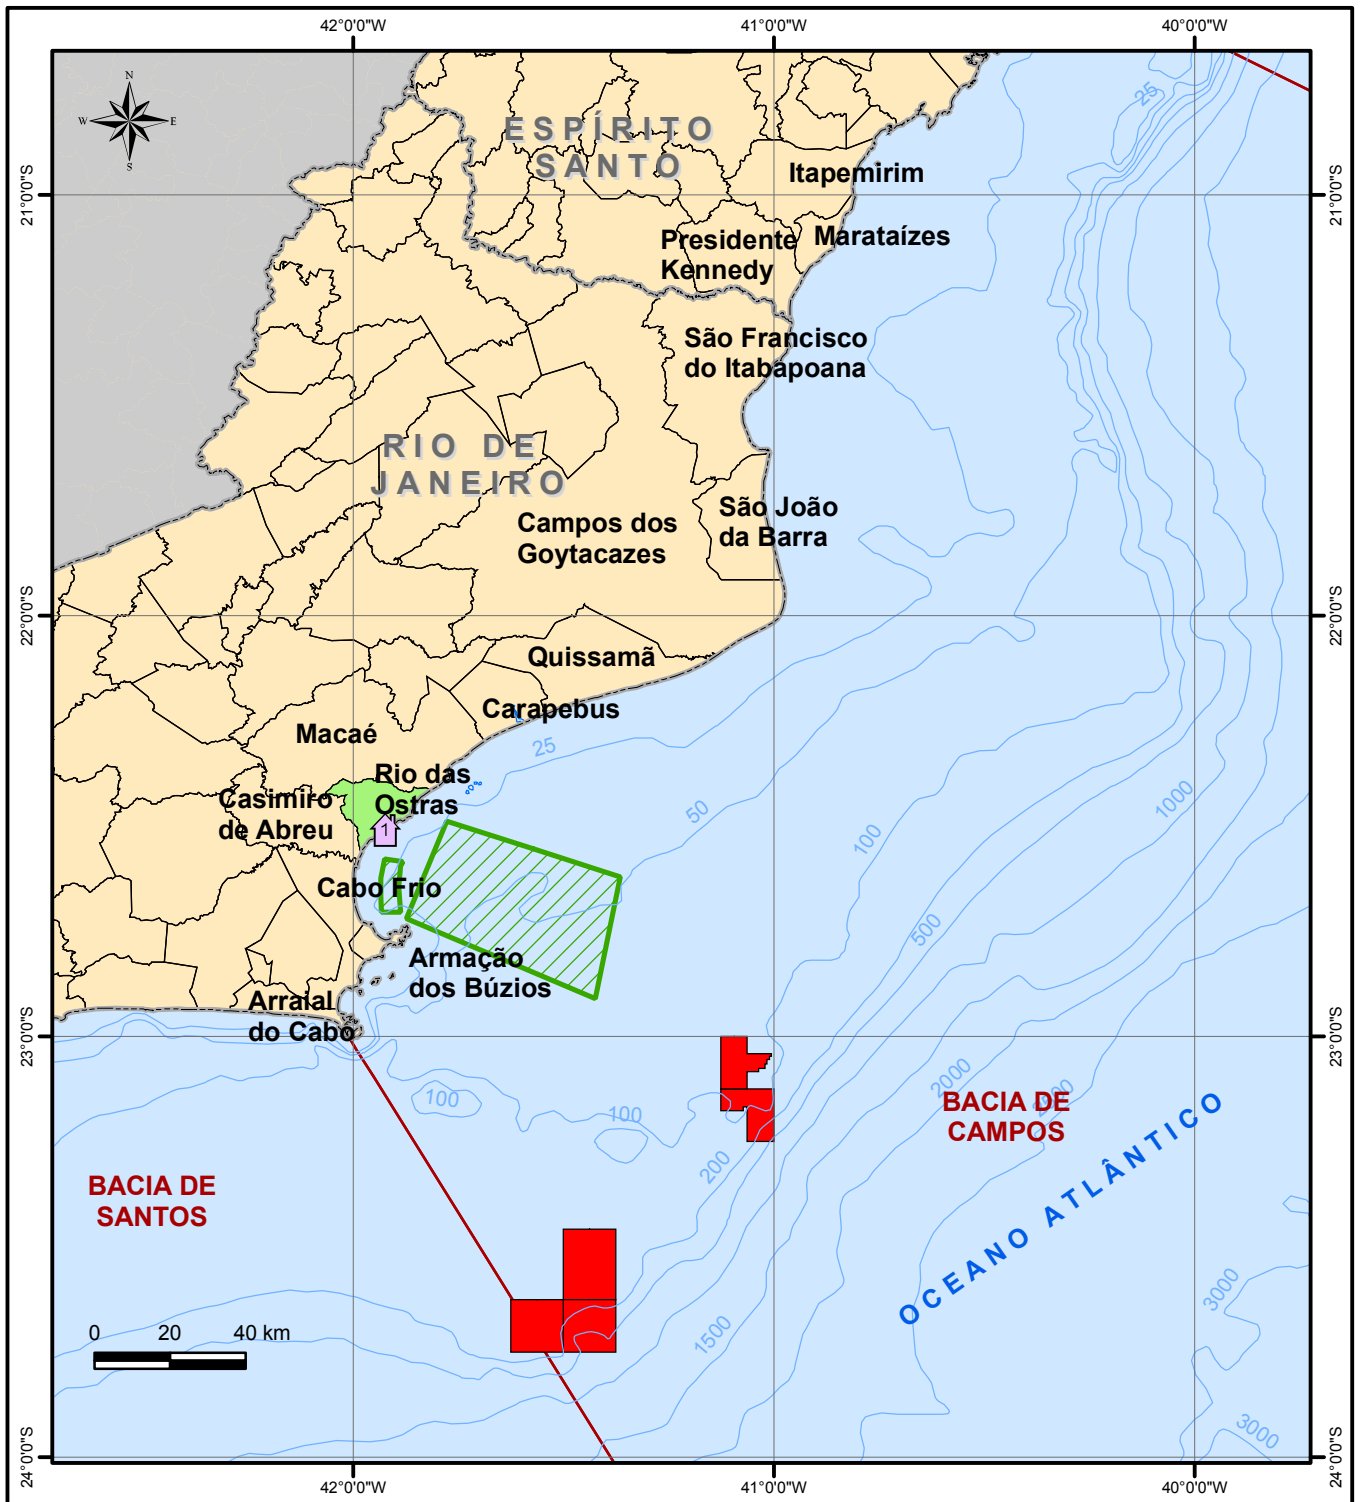 42°0'0"W
41°0'0"W
40°0'0"W
N
W
E
S
25
ESPÍRITO
SANTO
Itapemirim
21°0'0"S
21°0'0"S
Presidente
Kennedy
Marataízes
São Francisco
do Itabapoana
RIO DE
JANEIRO
Campos dos
Goytacazes
São João
da Barra
22°0'0"S
22°0'0"S
Quissamã
Carapebus
Macaé
25
Rio das
Ostras
Casimiro
de Abreu
1
50
100
1000
Cabo Frio
500
Armação
dos Búzios
Arraial
do Cabo
23°0'0"S
23°0'0"S
100
100
200
2000
BACIA DE
CAMPOS
OCEANO ATLÂNTICO
BACIA DE
SANTOS
1500
3000
0 20 40 km
3000
24°0'0"S
24°0'0"S
42°0'0"W
41°0'0"W
40°0'0"W